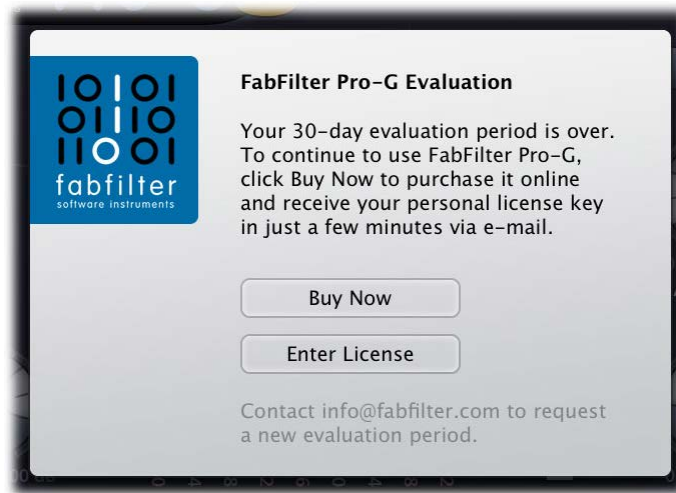 IOIOI
OIIIO
IIOOI
fabfilter
software instruments
FabFilter Pro-G Evaluation
Your 30-day evaluation period is over.
To continue to use FabFilter Pro-G,
click Buy Now to purchase it online
and receive your personal license key
in just a few minutes via e-mail.
Buy Now
Enter License
Contact info@fabfilter.com to request
a new evaluation period.